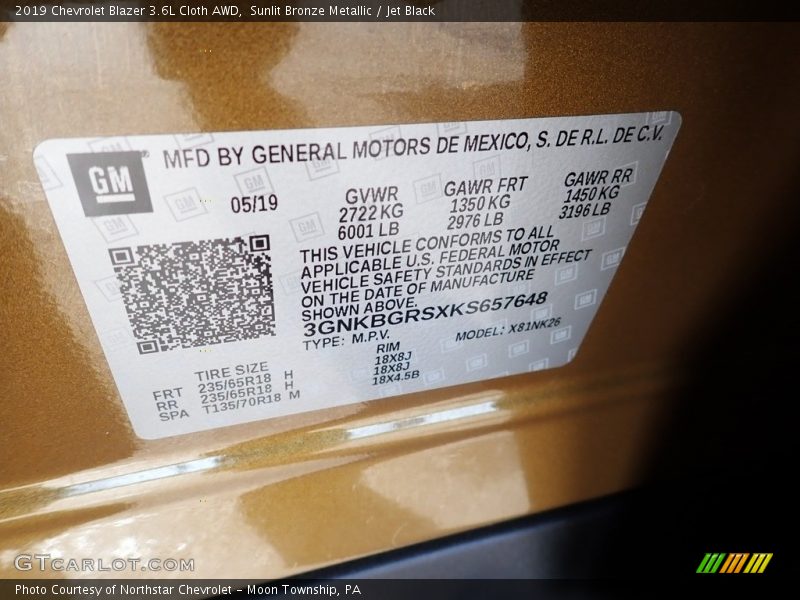 2019 Chevrolet Blazer 3.6L Cloth AWD,  Sunlit Bronze Metallic / Jet Black
GM
MFD BY GENERAL MOTORS DE MEXICO, S. DE R.L. DE C.V.
05/19
GVWR
2722 KG
6001 LB
GAWR FRT
1350 KG
2976 LB
GAWR RR
1450 KG
3196 LB
THIS VEHICLE CONFORMS TO ALL
APPLICABLE U.S. FEDERAL MOTOR
VEHICLE SAFETY STANDARDS IN EFFECT
ON THE DATE OF MANUFACTURE
SHOWN ABOVE.
3GNKBGRSXKS657648
TYPE: M.P.V.
MODEL: X81NK26
TIRE SIZE
RIM
FRT 235/65R18 H 18X8J
RR 235/65R18 H 18X8J
SPA T135/70R18 M 18X4.5B
GTCARLOT.COM
Photo Courtesy of Northstar Chevrolet - Moon Township, PA